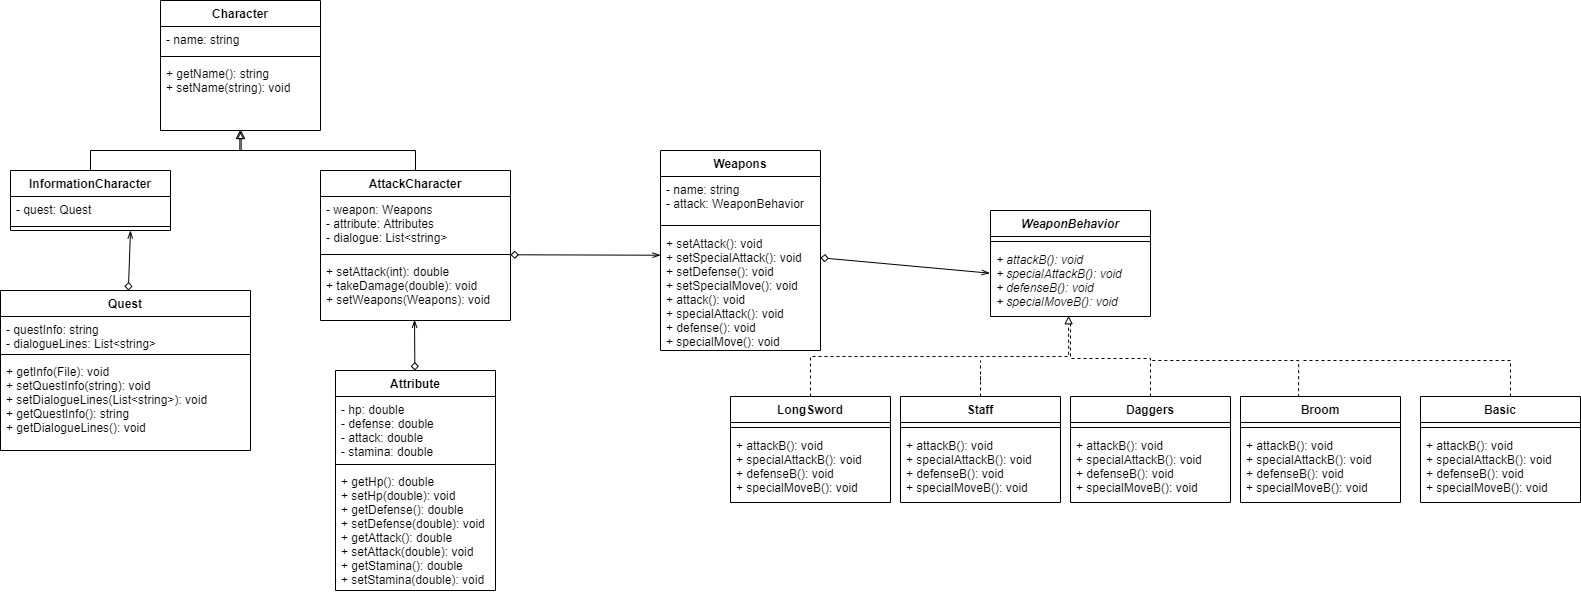 Character
- name: string
+ getName(): string
+ setName(string): void
InformationCharacter
- quest: Quest
AttackCharacter
- weapon: Weapons
- attribute: Attributes
- dialogue: List<string>
+ setAttack(int): double
+ takeDamage(double): void
+ setWeapons(Weapons): void
Weapons
- name: string
- attack: WeaponBehavior
+ setAttack(): void
+ setSpecialAttack(): void
+ setDefense(): void
+ setSpecialMove(): void
+ attack(): void
+ specialAttack(): void
+ defense(): void
+ specialMove(): void
WeaponBehavior
+ attackB(): void
+ specialAttackB(): void
+ defenseB(): void
+ specialMoveB(): void
Quest
- questInfo: string
- dialogueLines: List<string>
+ getInfo(File): void
+ setQuestInfo(string): void
+ setDialogueLines(List<string>): void
+ getQuestInfo(): string
+ getDialogueLines(): void
Attribute
- hp: double
- defense: double
- attack: double
- stamina: double
+ getHp(): double
+ setHp(double): void
+ getDefense(): double
+ setDefense(double): void
+ getAttack(): double
+ setAttack(double): void
+ getStamina(): double
+ setStamina(double): void
LongSword
+ attackB(): void
+ specialAttackB(): void
+ defenseB(): void
+ specialMoveB(): void
Staff
+ attackB(): void
+ specialAttackB(): void
+ defenseB(): void
+ specialMoveB(): void
Daggers
+ attackB(): void
+ specialAttackB(): void
+ defenseB(): void
+ specialMoveB(): void
Broom
+ attackB(): void
+ specialAttackB(): void
+ defenseB(): void
+ specialMoveB(): void
Basic
+ attackB(): void
+ specialAttackB(): void
+ defenseB(): void
+ specialMoveB(): void